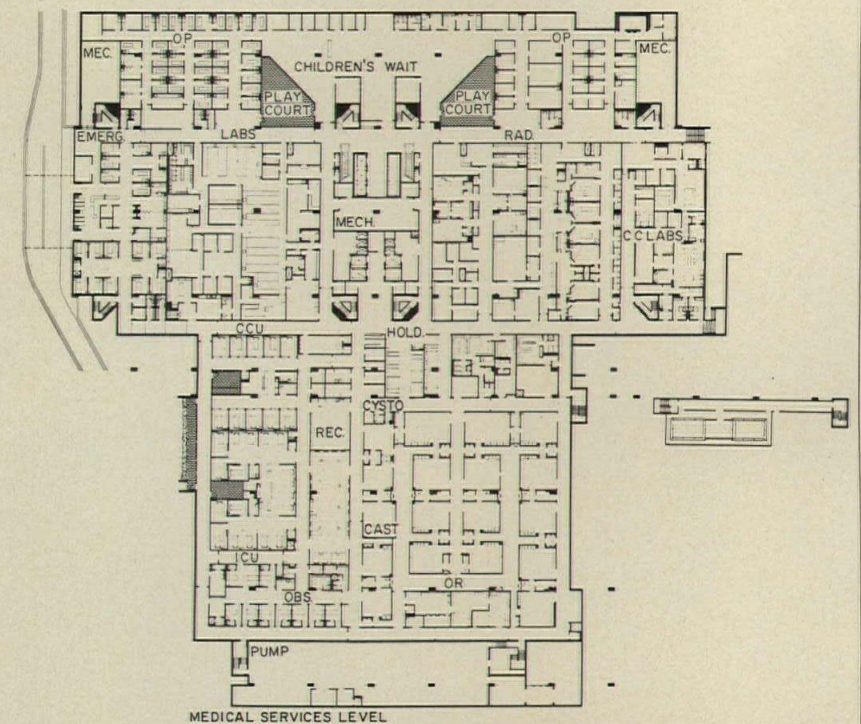 OP
OP
MEC.
MEC.
CHILDREN'S WAIT
PLAY
COURT
PLAY
COURT
EMERG.
LABS
RAD.
MECH.
CC LABS
CCU
HOLD.
CYSTO
REC.
CAST
ICU
OBS.
OR
PUMP
MEDICAL SERVICES LEVEL